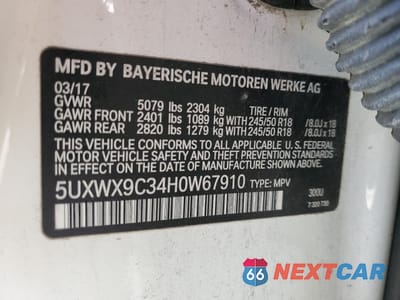 MFD BY BAYERISCHE MOTOREN WERKE AG
03/17
GVWR 5079 lbs 2304 kg TIRE / RIM
GAWR FRONT 2401 lbs 1089 kg WITH 245/50 R18 /8.0J x 18
GAWR REAR 2820 lbs 1279 kg WITH 245/50 R18 /8.0J x 18
THIS VEHICLE CONFORMS TO ALL APPLICABLE
U.S. FEDERAL MOTOR VEHICLE SAFETY STANDARDS
IN EFFECT ON THE DATE OF MANUFACTURE SHOWN ABOVE.
5UXWX9C34H0W67910 TYPE: MPV
300U
7 320 730
66 NEXTCAR